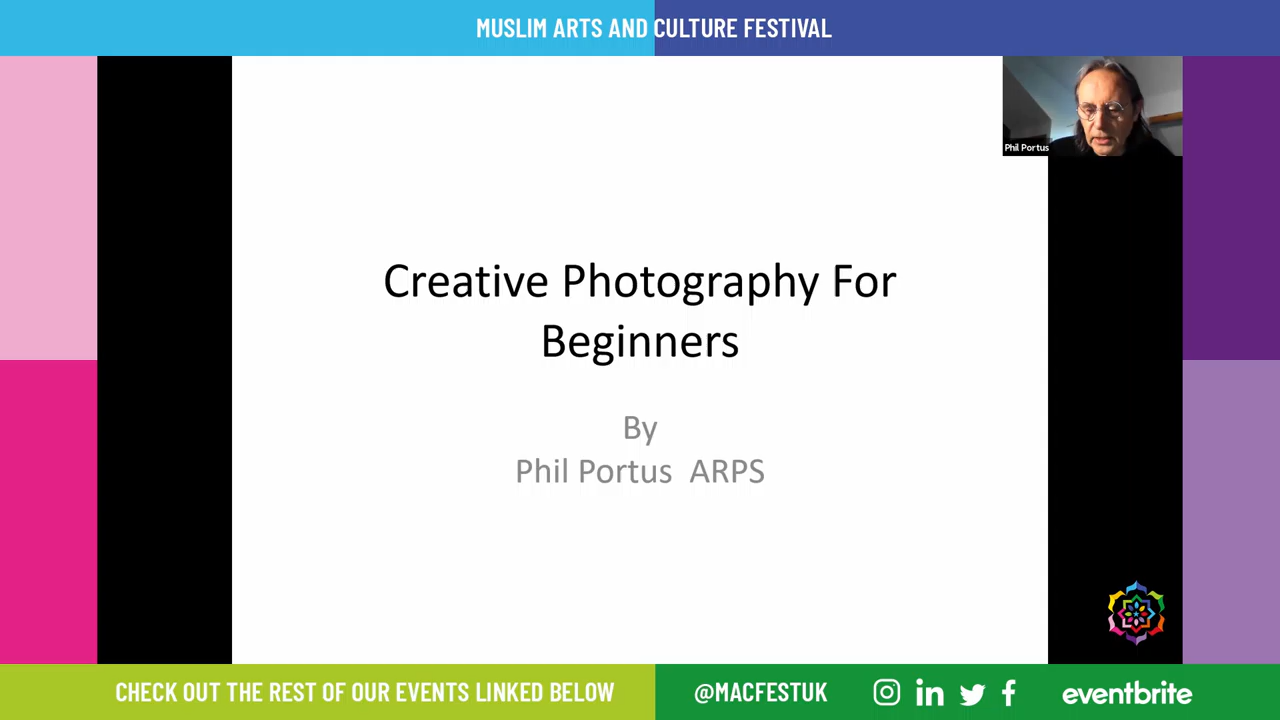 MUSLIM ARTS AND CULTURE FESTIVAL
Phil Portus
Creative Photography For
Beginners
By
Phil Portus ARPS
CHECK OUT THE REST OF OUR EVENTS LINKED BELOW
@MACFESTUK
eventbrite